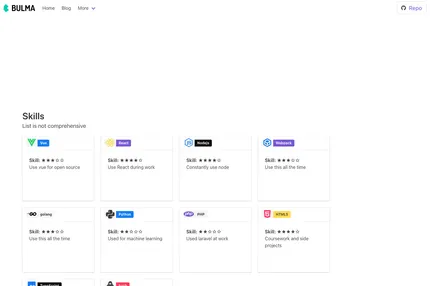 BULMA Home Blog More Repo
Skills
List is not comprehensive
Vue React Nodejs Webpack
Skill: ★★★☆☆ Skill: ★★★★☆ Skill: ★★★★☆ Skill: ★★★☆☆
Use vue for open source Use React durning work Constantly use node Use this all the time
golang Python PHP HTML5
Skill: ★★☆☆☆ Skill: ★★☆☆☆ Skill: ★★☆☆☆ Skill: ★★★★☆
Use this all the time Used for machine learning Used laravel at work Coursework and side
projects